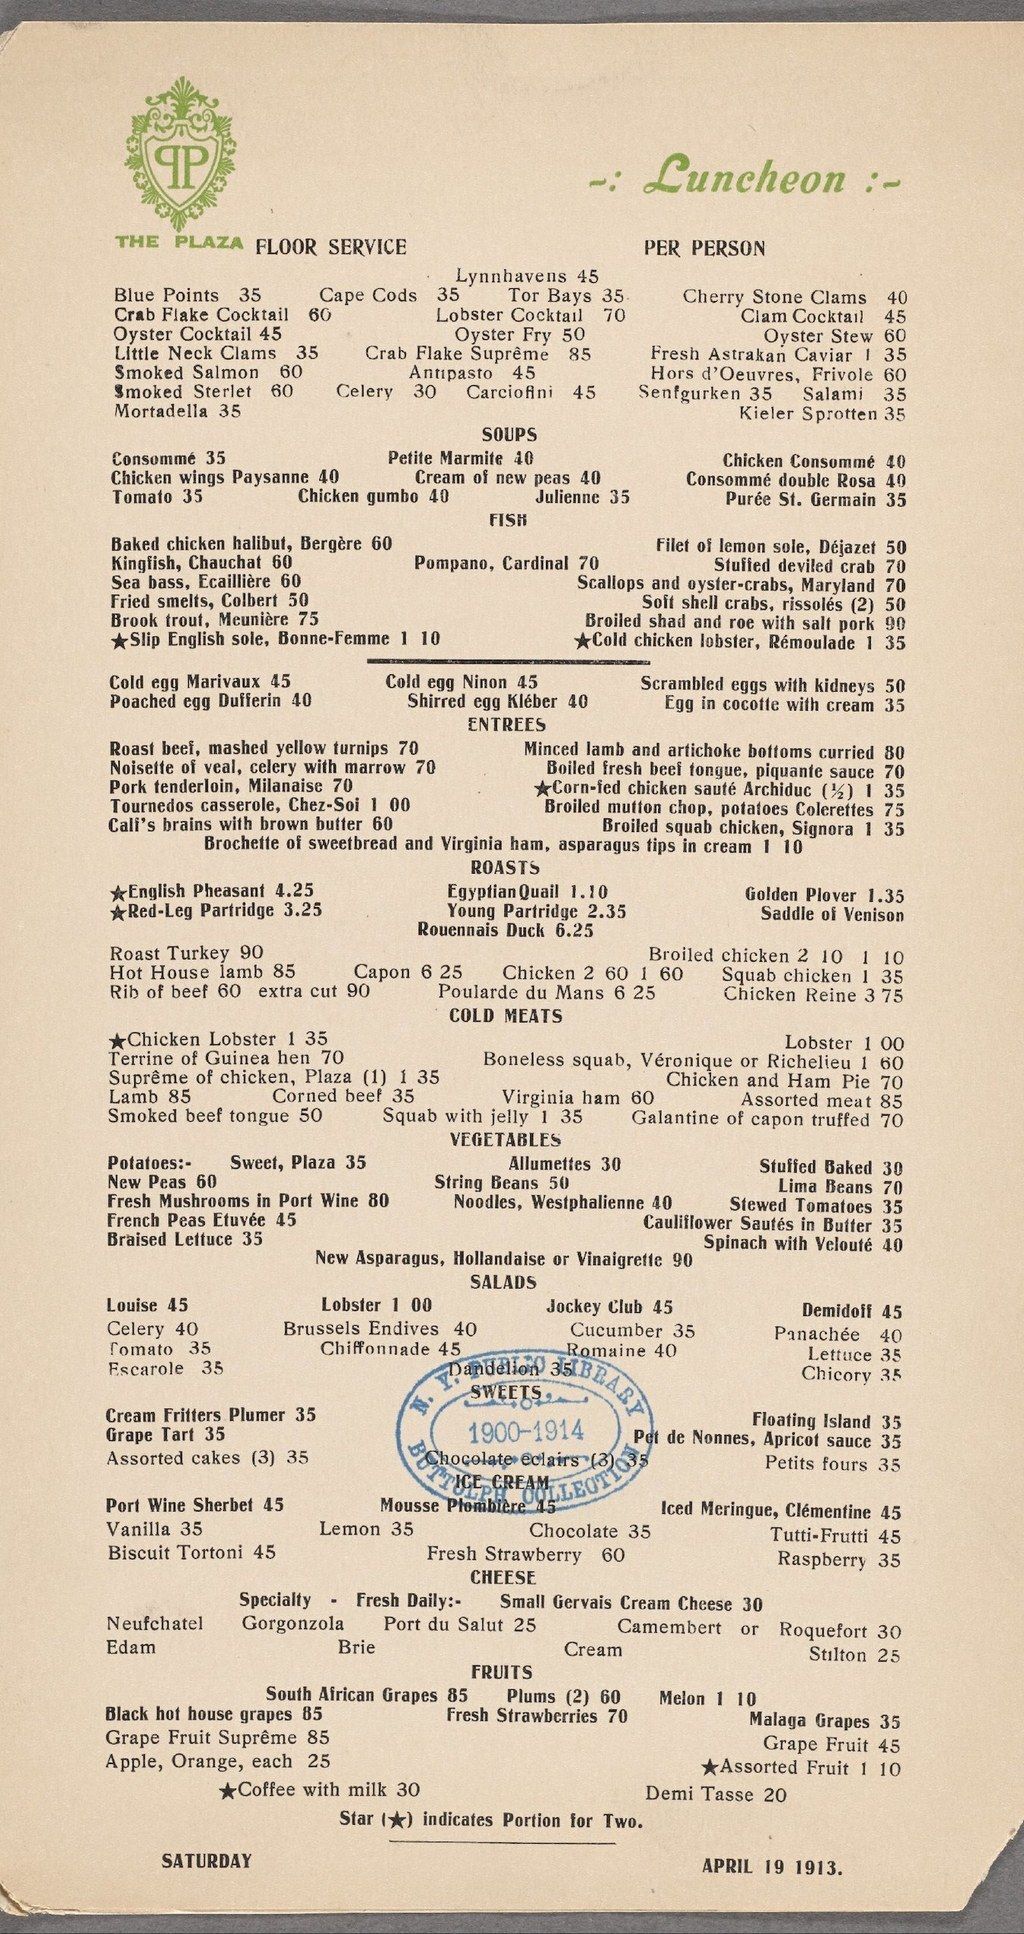 PP
-: Luncheon :-
THE PLAZA FLOOR SERVICE PER PERSON
Lynnhavens 45
Blue Points 35 Cape Cods 35 Tor Bays 35 Cherry Stone Clams 40
Crab Flake Cocktail 60 Lobster Cocktail 70 Clam Cocktail 45
Oyster Cocktail 45 Oyster Fry 50 Oyster Stew 60
Little Neck Clams 35 Crab Flake Suprême 85 Fresh Astrakan Caviar 1 35
Smoked Salmon 60 Antipasto 45 Hors d'Oeuvres, Frivole 60
Smoked Sterlet 60 Celery 30 Carciofini 45 Senfgurken 35 Salami 35
Mortadella 35 Kieler Sprotten 35
SOUPS
Consommé 35 Petite Marmite 40 Chicken Consommé 40
Chicken wings Paysanne 40 Cream of new peas 40 Consommé double Rosa 40
Tomato 35 Chicken gumbo 40 Julienne 35 Purée St. Germain 35
FISH
Baked chicken halibut, Bergère 60 Filet of lemon sole, Déjazet 50
Kingfish, Chauchat 60 Pompano, Cardinal 70 Stuffed deviled crab 70
Sea bass, Ecaillière 60 Scallops and oyster-crabs, Maryland 70
Fried smelts, Colbert 50 Soft shell crabs, rissolés (2) 50
Brook trout, Meunière 75 Broiled shad and roe with salt pork 90
★Slip English sole, Bonne-Femme 1 10 ★Cold chicken lobster, Rémoulade 1 35
Cold egg Marivaux 45 Cold egg Ninon 45 Scrambled eggs with kidneys 50
Poached egg Dufferin 40 Shirred egg Kléber 40 Egg in cocotte with cream 35
ENTREES
Roast beef, mashed yellow turnips 70 Minced lamb and artichoke bottoms curried 80
Noisette of veal, celery with marrow 70 Boiled fresh beef tongue, piquante sauce 70
Pork tenderloin, Milanaise 70 ★Corn-fed chicken sauté Archiduc (½) 1 35
Tournedos casserole, Chez-Soi 1 00 Broiled mutton chop, potatoes Colerettes 75
Calf's brains with brown butter 60 Broiled squab chicken, Signora 1 35
Brochette of sweetbread and Virginia ham, asparagus tips in cream 1 10
ROASTS
★English Pheasant 4.25 Egyptian Quail 1.10 Golden Plover 1.35
★Red-Leg Partridge 3.25 Young Partridge 2.35 Saddle of Venison
Rouennais Duck 6.25
Roast Turkey 90 Broiled chicken 2 10 1 10
Hot House lamb 85 Capon 6 25 Chicken 2 60 1 60 Squab chicken 1 35
Rib of beef 60 extra cut 90 Poularde du Mans 6 25 Chicken Reine 3 75
COLD MEATS
★Chicken Lobster 1 35 Lobster 1 00
Terrine of Guinea hen 70 Boneless squab, Véronique or Richelieu 1 60
Suprême of chicken, Plaza (1) 1 35 Chicken and Ham Pie 70
Lamb 85 Corned beef 35 Virginia ham 60 Assorted meat 85
Smoked beef tongue 50 Squab with jelly 1 35 Galantine of capon truffed 70
VEGETABLES
Potatoes:- Sweet, Plaza 35 Allumettes 30 Stuffed Baked 30
New Peas 60 String Beans 50 Lima Beans 70
Fresh Mushrooms in Port Wine 80 Noodles, Westphalienne 40 Stewed Tomatoes 35
French Peas Etuvée 45 Cauliflower Sautés in Butter 35
Braised Lettuce 35 Spinach with Velouté 40
New Asparagus, Hollandaise or Vinaigrette 90
SALADS
Louise 45 Lobster 1 00 Jockey Club 45 Demidoff 45
Celery 40 Brussels Endives 40 Cucumber 35 Panachée 40
Tomato 35 Chiffonnade 45 Romaine 40 Lettuce 35
Escarole 35 Dandelion 35 Chicory 35
SWEETS
Cream Fritters Plumer 35 Floating Island 35
Grape Tart 35 Pet de Nonnes, Apricot sauce 35
Assorted cakes (3) 35 Chocolate eclairs (3) 35 Petits fours 35
N. Y. PUBLIC LIBRARY
1900-1914
BUTTOLPH COLLECTION
ICE CREAM
Port Wine Sherbet 45 Mousse Plombière 45 Iced Meringue, Clémentine 45
Vanilla 35 Lemon 35 Chocolate 35 Tutti-Frutti 45
Biscuit Tortoni 45 Fresh Strawberry 60 Raspberry 35
CHEESE
Specialty - Fresh Daily:- Small Gervais Cream Cheese 30
Neufchatel Gorgonzola Port du Salut 25 Camembert or Roquefort 30
Edam Brie Cream Stilton 25
FRUITS
South African Grapes 85 Plums (2) 60 Melon 1 10
Black hot house grapes 85 Fresh Strawberries 70 Malaga Grapes 35
Grape Fruit Suprême 85 Grape Fruit 45
Apple, Orange, each 25 ★Assorted Fruit 1 10
★Coffee with milk 30 Demi Tasse 20
Star (★) indicates Portion for Two.
SATURDAY APRIL 19 1913.